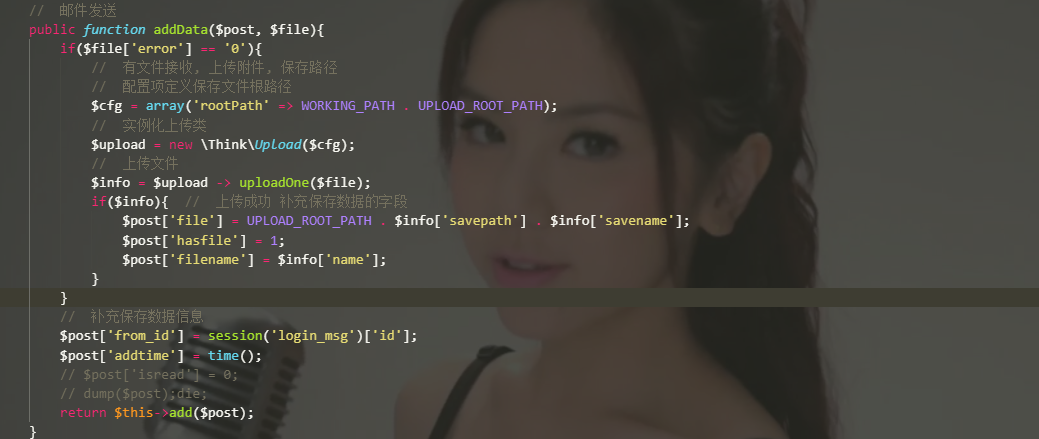 // 邮件发送
public function addData($post, $file){
if($file['error'] == '0'){
// 有文件接收, 上传附件, 保存路径
// 配置项定义保存文件根路径
$cfg = array('rootPath' => WORKING_PATH . UPLOAD_ROOT_PATH);
// 实例化上传类
$upload = new \Think\Upload($cfg);
// 上传文件
$info = $upload -> uploadOne($file);
if($info){ // 上传成功 补充保存数据的字段
$post['file'] = UPLOAD_ROOT_PATH . $info['savepath'] . $info['savename'];
$post['hasfile'] = 1;
$post['filename'] = $info['name'];
}
}
// 补充保存数据信息
$post['from_id'] = session('login_msg')['id'];
$post['addtime'] = time();
// $post['isread'] = 0;
// dump($post);die;
return $this->add($post);
}